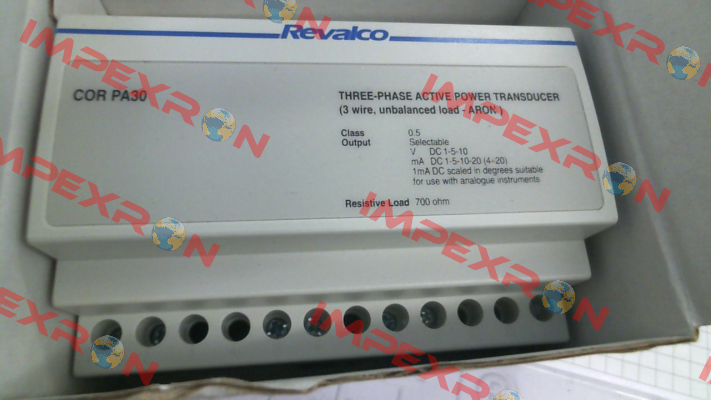 Revalco
COR PA30
THREE-PHASE ACTIVE POWER TRANSDUCER
(3 wire, unbalanced load - ARON)
Class 0.5
Output Selectable
V DC 1-5-10
mA DC 1-5-10-20 (4-20)
1mA DC scaled in degrees suitable
for use with analogue instruments
Resistive Load 700 ohm
IMPEXRON
IMPEXRON
IMPEXRON
IMPEXRON
IMPEXRON
IMPEXRON